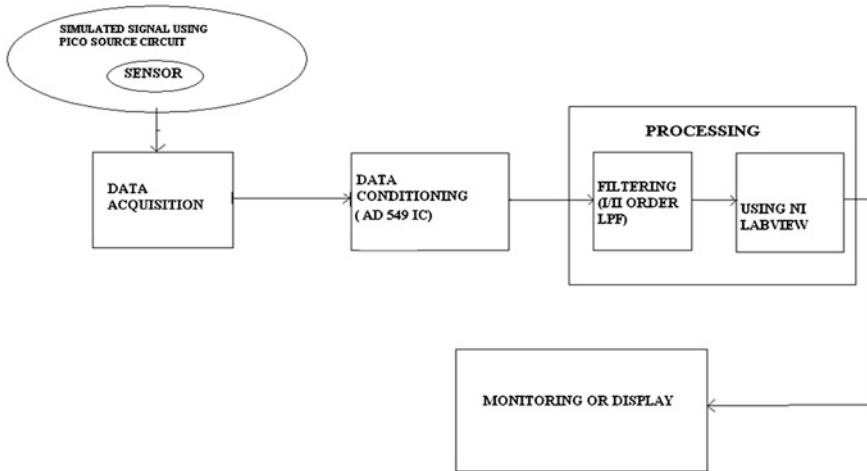 SIMULATED SIGNAL USING
PICO SOURCE CIRCUIT
SENSOR
DATA
ACQUISITION
DATA
CONDITIONING
( AD 549 IC)
PROCESSING
FILTERING
(I/II ORDER
LPF)
USING NI
LABVIEW
MONITORING OR DISPLAY